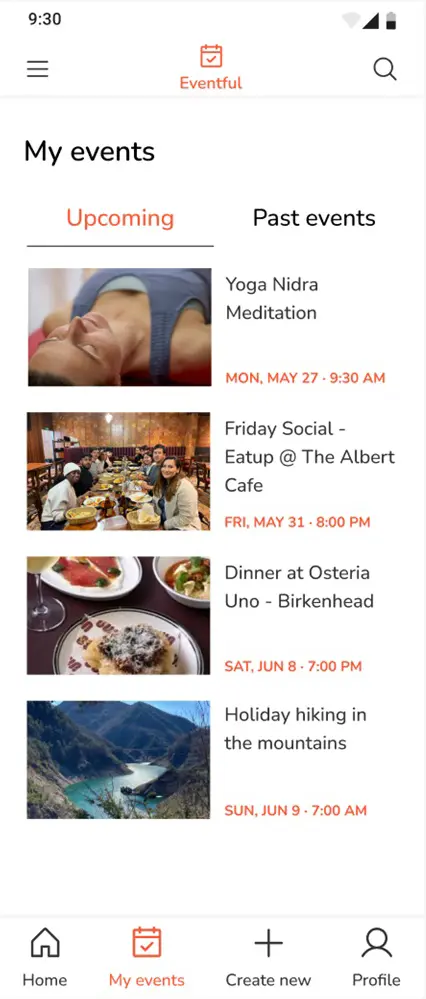 9:30
Eventful
My events
Upcoming Past events
Yoga Nidra
Meditation
MON, MAY 27 · 9:30 AM
Friday Social -
Eatup @ The Albert
Cafe
FRI, MAY 31 · 8:00 PM
Dinner at Osteria
Uno - Birkenhead
SAT, JUN 8 · 7:00 PM
Holiday hiking in
the mountains
SUN, JUN 9 · 7:00 AM
Home My events Create new Profile